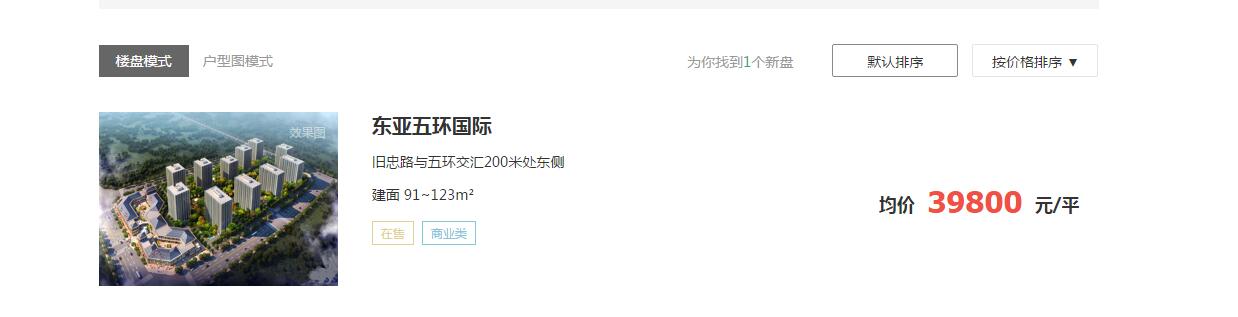 楼盘模式 户型图模式 为你找到1个新盘 默认排序 按价格排序 ▼
效果图
东亚五环国际
旧忠路与五环交汇200米处东侧
建面 91~123m²
均价 39800 元/平
在售 商业类